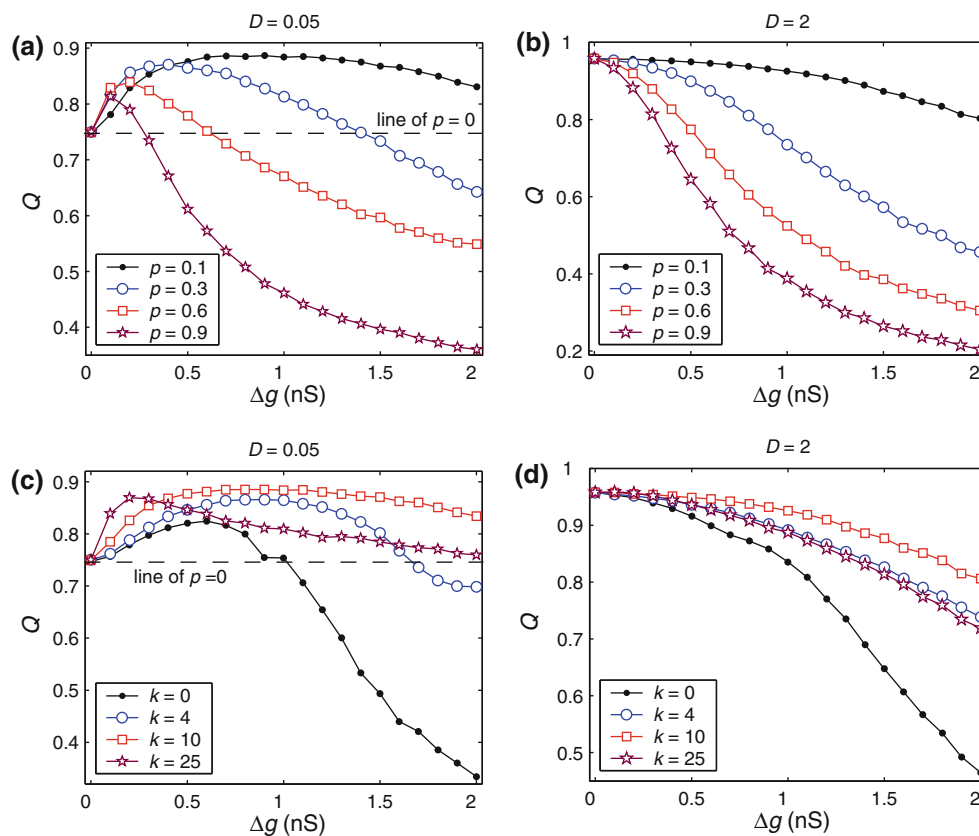 D = 0.05
(a)
0.9
0.8
0.7
0.6
0.5
0.4
Q
line of p = 0
p = 0.1
p = 0.3
p = 0.6
p = 0.9
0 0.5 1 1.5 2
Δg (nS)
D = 2
(b)
1
0.8
0.6
0.4
0.2
Q
p = 0.1
p = 0.3
p = 0.6
p = 0.9
0 0.5 1 1.5 2
Δg (nS)
D = 0.05
(c)
0.9
0.8
0.7
0.6
0.5
0.4
Q
line of p =0
k = 0
k = 4
k = 10
k = 25
0 0.5 1 1.5 2
Δg (nS)
D = 2
(d)
1
0.9
0.8
0.7
0.6
0.5
Q
k = 0
k = 4
k = 10
k = 25
0 0.5 1 1.5 2
Δg (nS)